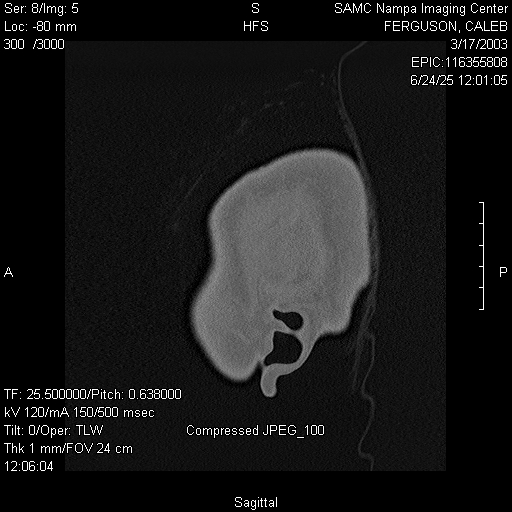 Ser: 8/Img: 5
Loc: -80 mm
300 /3000
S
HFS
SAMC Nampa Imaging Center
FERGUSON, CALEB
3/17/2003
EPIC:116355808
6/24/25 12:01:05
A
P
TF: 25.500000/Pitch: 0.638000
kV 120/mA 150/500 msec
Tilt: 0/Oper: TLW
Thk 1 mm/FOV 24 cm
12:06:04
Compressed JPEG_100
Sagittal